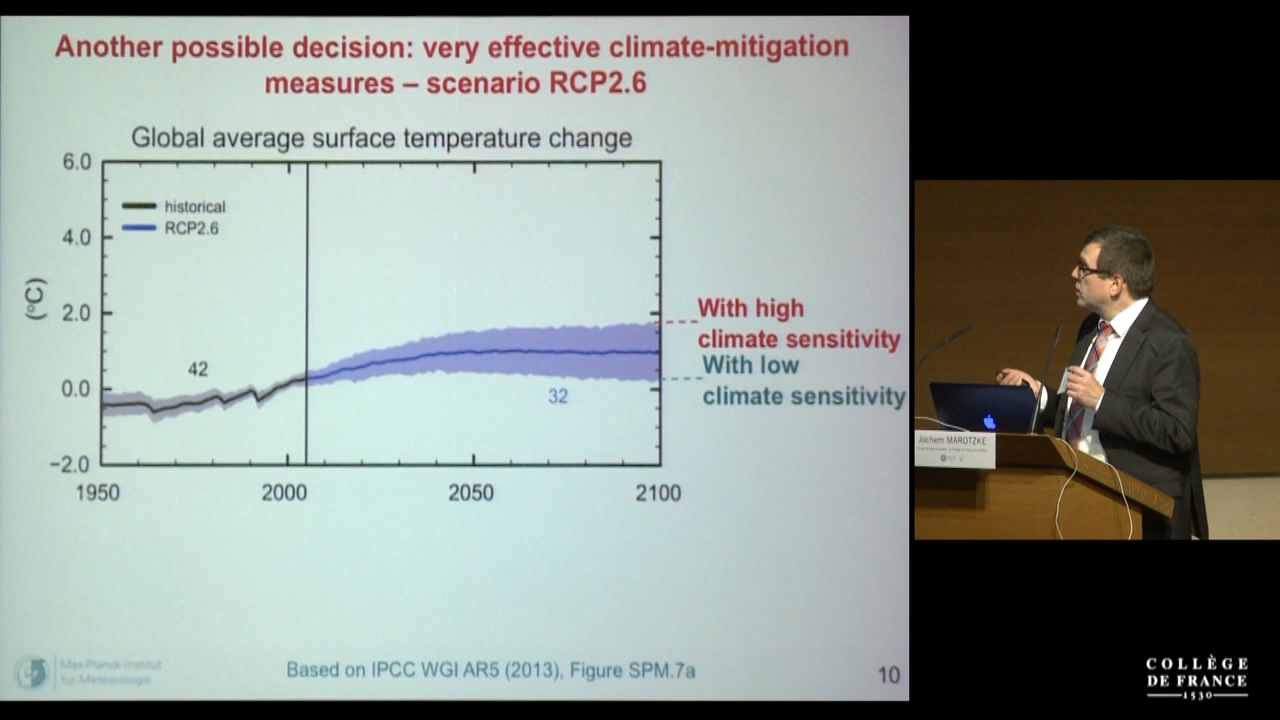 Another possible decision: very effective climate-mitigation
measures – scenario RCP2.6
Global average surface temperature change
6.0
4.0
2.0
0.0
−2.0
(°C)
historical
RCP2.6
42
32
1950
2000
2050
2100
With high
climate sensitivity
With low
climate sensitivity
Max-Planck-Institut
für Meteorologie
Based on IPCC WGI AR5 (2013), Figure SPM.7a
10
Jochem MAROTZKE
COLLÈGE
DE FRANCE
1530